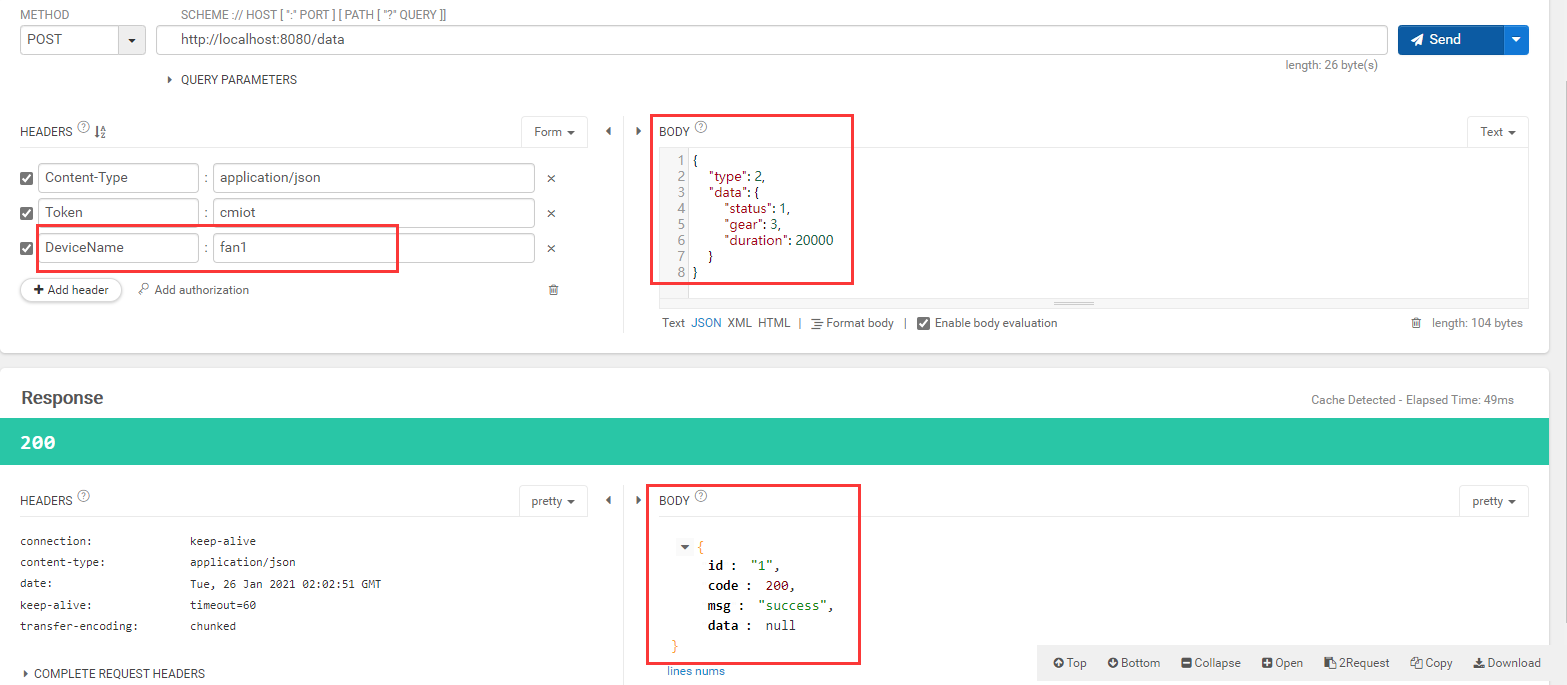 METHOD
SCHEME :// HOST [ ":" PORT ] [ PATH [ "?" QUERY ]]
POST
http://localhost:8080/data
Send
length: 26 byte(s)
QUERY PARAMETERS
HEADERS ?
Form
BODY ?
Text
Content-Type : application/json ×
Token : cmiot ×
DeviceName : fan1 ×
+ Add header
Add authorization
1 {
2 "type": 2,
3 "data": {
4 "status": 1,
5 "gear": 3,
6 "duration": 20000
7 }
8 }
Text JSON XML HTML | Format body | Enable body evaluation
length: 104 bytes
Response
Cache Detected - Elapsed Time: 49ms
200
HEADERS ?
pretty
BODY ?
pretty
connection: keep-alive
content-type: application/json
date: Tue, 26 Jan 2021 02:02:51 GMT
keep-alive: timeout=60
transfer-encoding: chunked
COMPLETE REQUEST HEADERS
{
id : "1",
code : 200,
msg : "success",
data : null
}
lines nums
Top Bottom Collapse Open 2Request Copy Download